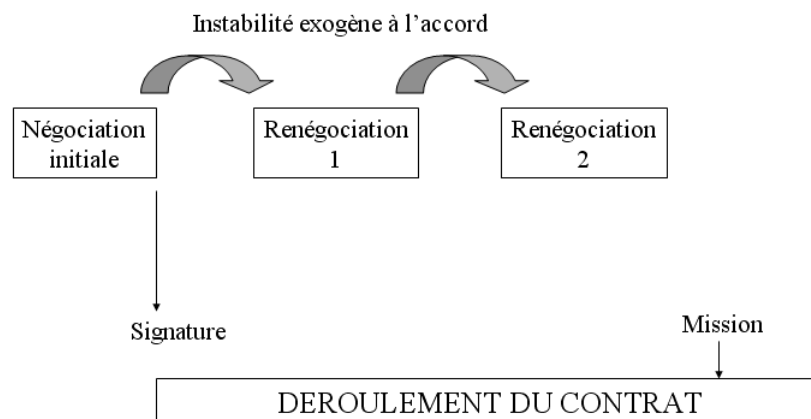 Instabilité exogène à l'accord
Négociation
initiale
Renégociation
1
Renégociation
2
Signature
Mission
DEROULEMENT DU CONTRAT